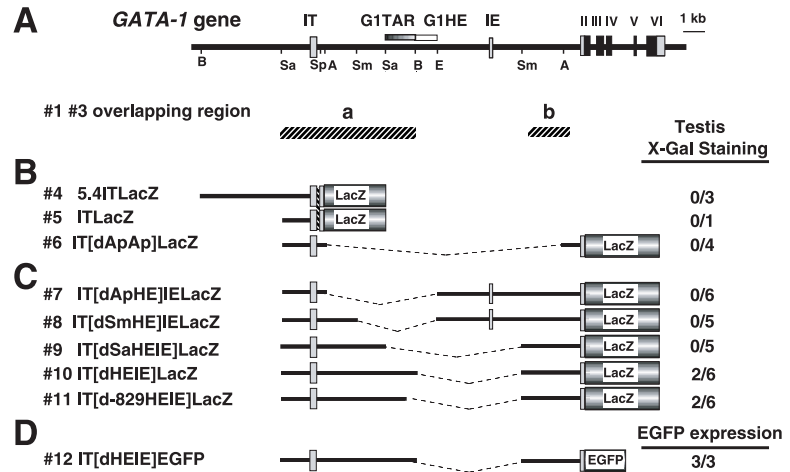 A
GATA-1 gene IT G1TAR G1HE IE II III IV V VI 1 kb
B Sa Sp A Sm Sa B E Sm A
#1 #3 overlapping region a b
Testis
X-Gal Staining
B
#4 5.4ITLacZ LacZ 0/3
#5 ITLacZ LacZ 0/1
#6 IT[dApAp]LacZ LacZ 0/4
C
#7 IT[dApHE]IELacZ LacZ 0/6
#8 IT[dSmHE]IELacZ LacZ 0/5
#9 IT[dSaHEIE]LacZ LacZ 0/5
#10 IT[dHEIE]LacZ LacZ 2/6
#11 IT[d-829HEIE]LacZ LacZ 2/6
D
EGFP expression
#12 IT[dHEIE]EGFP EGFP 3/3